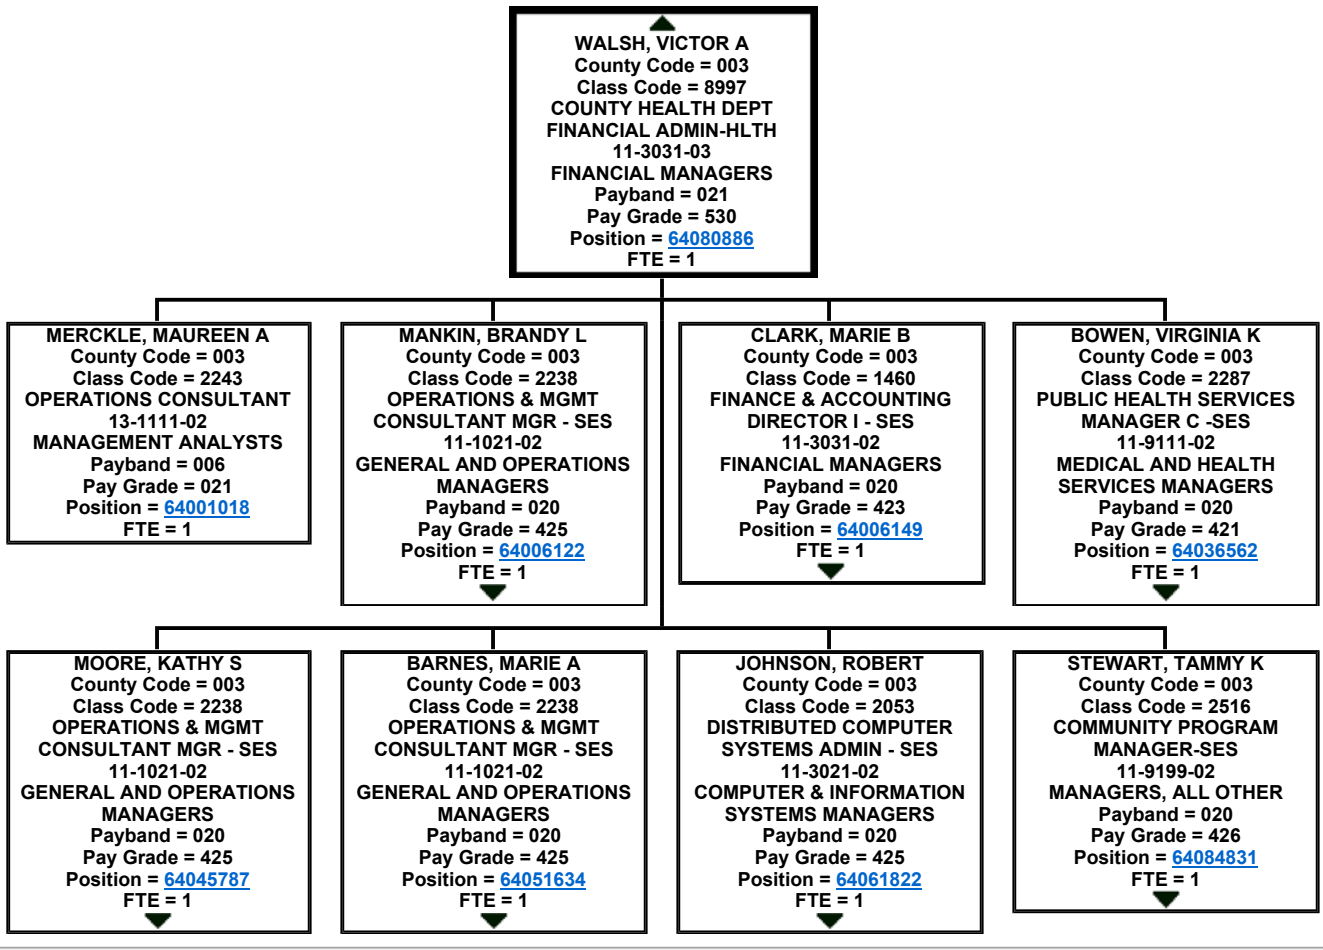 WALSH, VICTOR A
County Code = 003
Class Code = 8997
COUNTY HEALTH DEPT
FINANCIAL ADMIN-HLTH
11-3031-03
FINANCIAL MANAGERS
Payband = 021
Pay Grade = 530
Position = 64080886
FTE = 1
MERCKLE, MAUREEN A
County Code = 003
Class Code = 2243
OPERATIONS CONSULTANT
13-1111-02
MANAGEMENT ANALYSTS
Payband = 006
Pay Grade = 021
Position = 64001018
FTE = 1
MANKIN, BRANDY L
County Code = 003
Class Code = 2238
OPERATIONS & MGMT
CONSULTANT MGR - SES
11-1021-02
GENERAL AND OPERATIONS
MANAGERS
Payband = 020
Pay Grade = 425
Position = 64006122
FTE = 1
CLARK, MARIE B
County Code = 003
Class Code = 1460
FINANCE & ACCOUNTING
DIRECTOR I - SES
11-3031-02
FINANCIAL MANAGERS
Payband = 020
Pay Grade = 423
Position = 64006149
FTE = 1
BOWEN, VIRGINIA K
County Code = 003
Class Code = 2287
PUBLIC HEALTH SERVICES
MANAGER C -SES
11-9111-02
MEDICAL AND HEALTH
SERVICES MANAGERS
Payband = 020
Pay Grade = 421
Position = 64036562
FTE = 1
MOORE, KATHY S
County Code = 003
Class Code = 2238
OPERATIONS & MGMT
CONSULTANT MGR - SES
11-1021-02
GENERAL AND OPERATIONS
MANAGERS
Payband = 020
Pay Grade = 425
Position = 64045787
FTE = 1
BARNES, MARIE A
County Code = 003
Class Code = 2238
OPERATIONS & MGMT
CONSULTANT MGR - SES
11-1021-02
GENERAL AND OPERATIONS
MANAGERS
Payband = 020
Pay Grade = 425
Position = 64051634
FTE = 1
JOHNSON, ROBERT
County Code = 003
Class Code = 2053
DISTRIBUTED COMPUTER
SYSTEMS ADMIN - SES
11-3021-02
COMPUTER & INFORMATION
SYSTEMS MANAGERS
Payband = 020
Pay Grade = 425
Position = 64061822
FTE = 1
STEWART, TAMMY K
County Code = 003
Class Code = 2516
COMMUNITY PROGRAM
MANAGER-SES
11-9199-02
MANAGERS, ALL OTHER
Payband = 020
Pay Grade = 426
Position = 64084831
FTE = 1